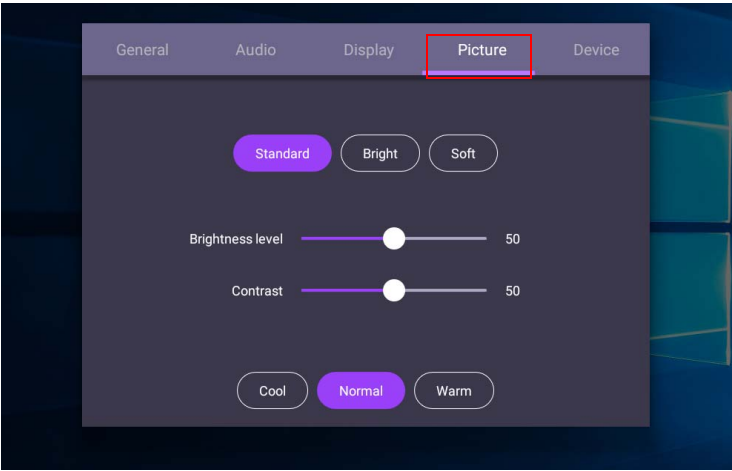 General Audio Display Picture Device
Standard Bright Soft
Brightness level 50
Contrast 50
Cool Normal Warm